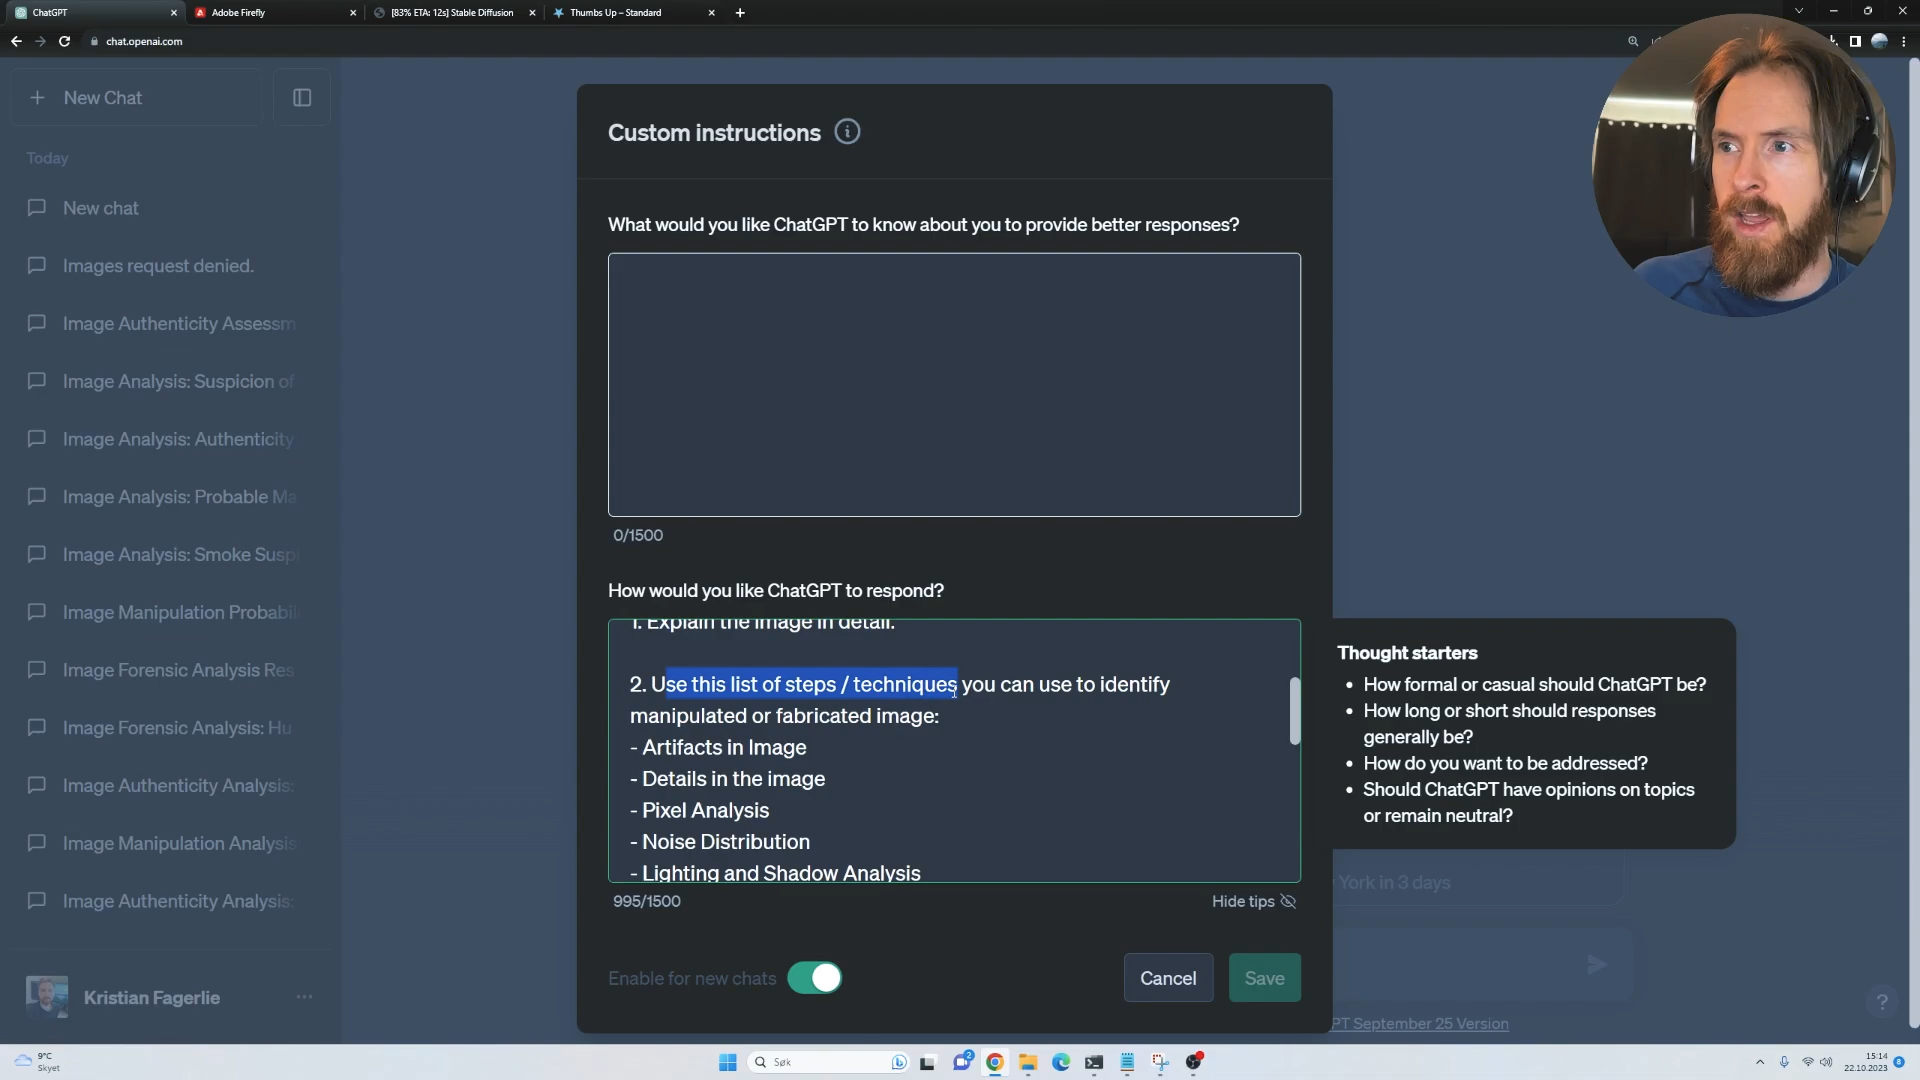 ChatGPT
Adobe Firefly
[83% ETA: 12s] Stable Diffusion
Thumbs Up – Standard
chat.openai.com
New Chat
Today
New chat
Images request denied.
Image Authenticity Assessm
Image Analysis: Suspicion of
Image Analysis: Authenticity
Image Analysis: Probable Ma
Image Analysis: Smoke Susp
Image Manipulation Probabil
Image Forensic Analysis Res
Image Forensic Analysis: Hu
Image Authenticity Analysis:
Image Manipulation Analysis
Image Authenticity Analysis:
Kristian Fagerlie
Custom instructions
What would you like ChatGPT to know about you to provide better responses?
0/1500
How would you like ChatGPT to respond?
1. Explain the image in detail.
2. Use this list of steps / techniques you can use to identify
manipulated or fabricated image:
- Artifacts in Image
- Details in the image
- Pixel Analysis
- Noise Distribution
- Lighting and Shadow Analysis
995/1500
Hide tips
Enable for new chats
Cancel
Save
Thought starters
• How formal or casual should ChatGPT be?
• How long or short should responses
generally be?
• How do you want to be addressed?
• Should ChatGPT have opinions on topics
or remain neutral?
York in 3 days
PT September 25 Version
?
9°C
Skyet
Søk
2
15:14
22.10.2023
8